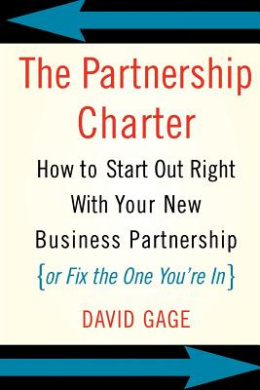 The Partnership
Charter
How to Start Out Right
With Your New
Business Partnership
{or Fix the One You're In}
DAVID GAGE